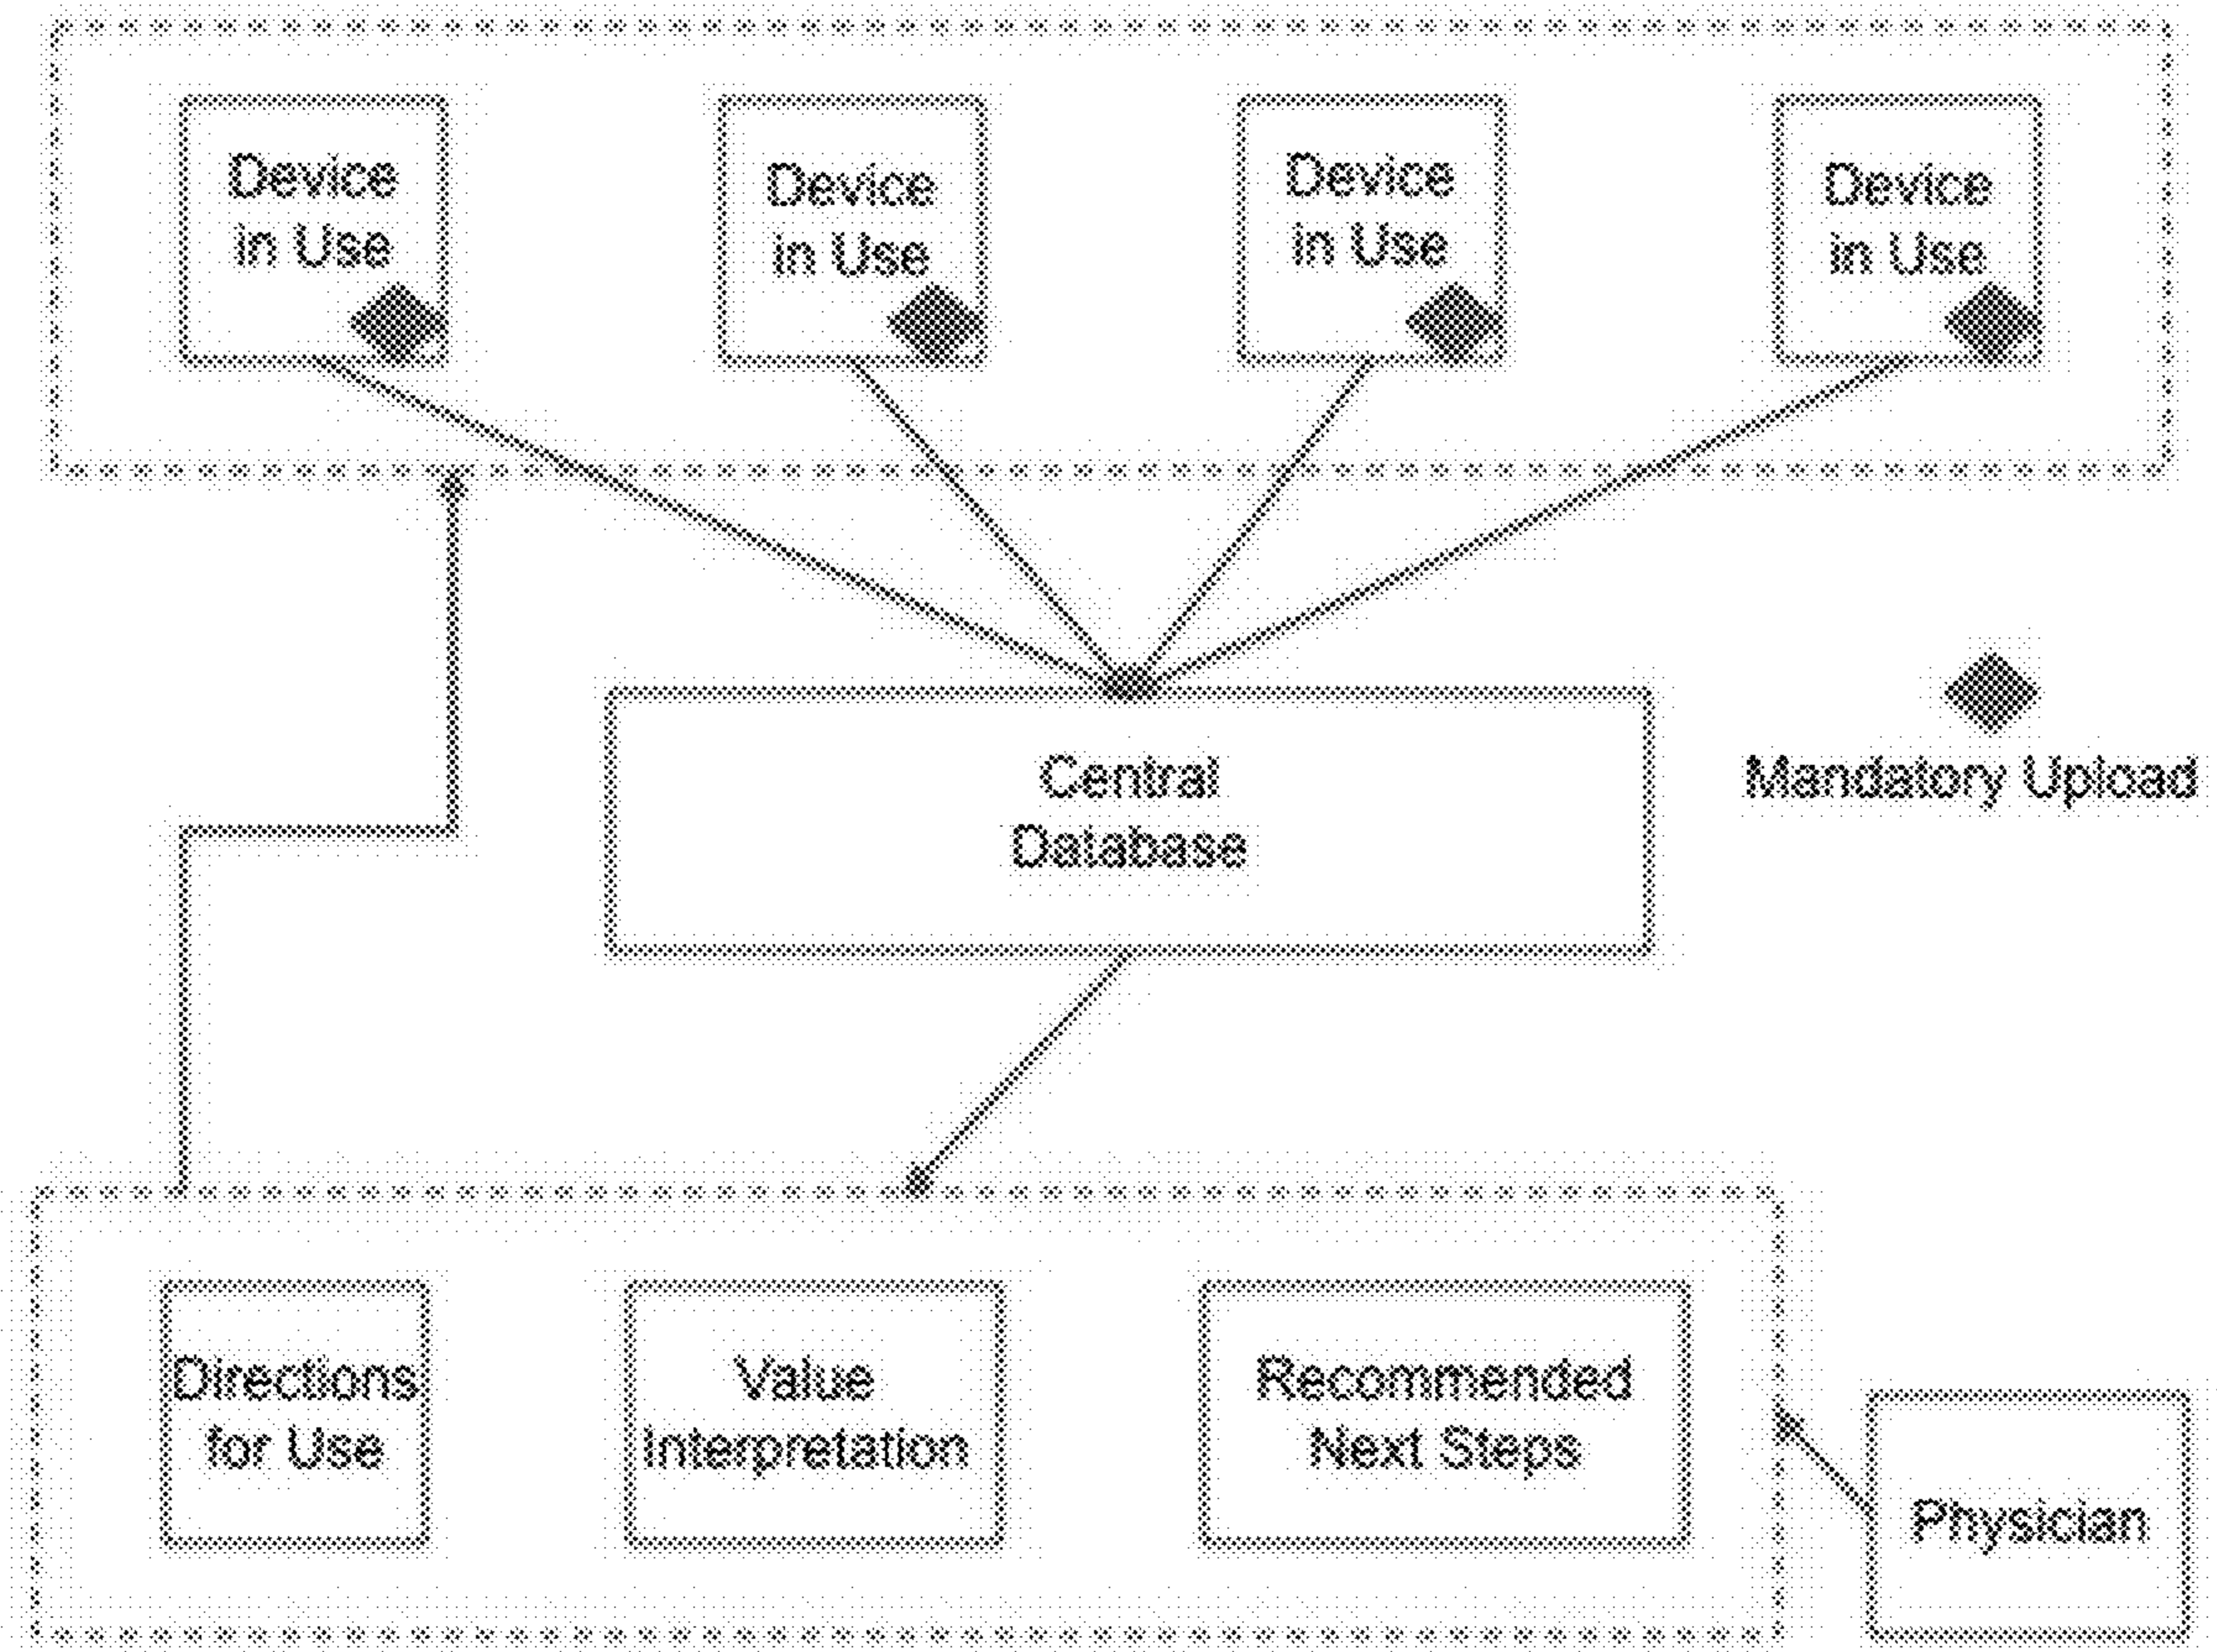 Device
in Use
Device
in Use
Device
in Use
Device
in Use
Central
Database
Mandatory Upload
Directions
for Use
Value
Interpretation
Recommended
Next Steps
Physician